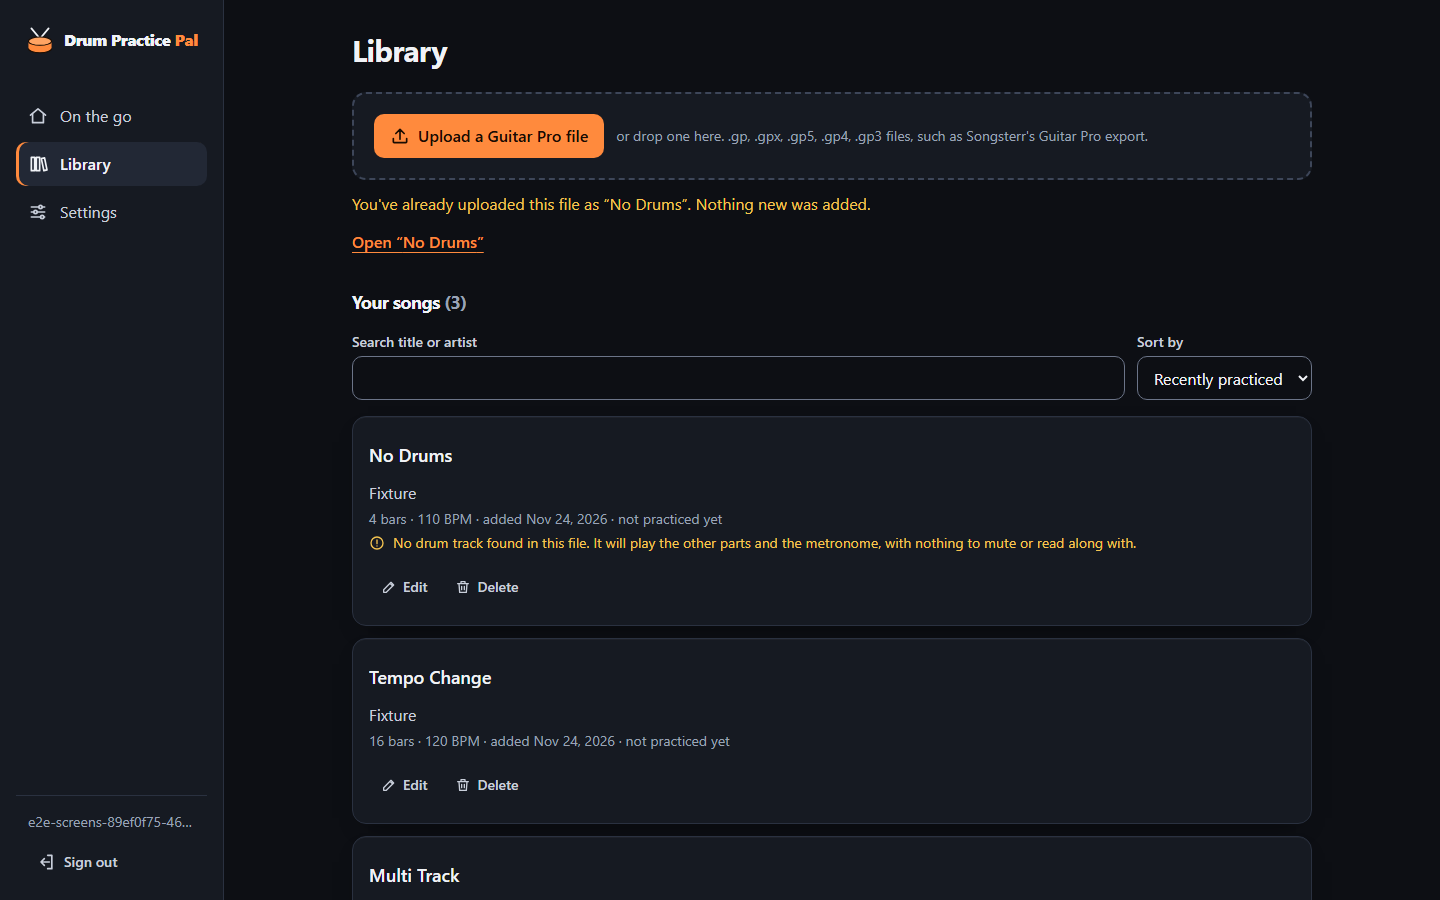 Drum Practice Pal
On the go
Library
Settings
e2e-screens-89ef0f75-46...
Sign out
Library
Upload a Guitar Pro file
or drop one here. .gp, .gpx, .gp5, .gp4, .gp3 files, such as Songsterr's Guitar Pro export.
You've already uploaded this file as “No Drums”. Nothing new was added.
Open “No Drums”
Your songs (3)
Search title or artist
Sort by
Recently practiced
No Drums
Fixture
4 bars · 110 BPM · added Nov 24, 2026 · not practiced yet
No drum track found in this file. It will play the other parts and the metronome, with nothing to mute or read along with.
Edit
Delete
Tempo Change
Fixture
16 bars · 120 BPM · added Nov 24, 2026 · not practiced yet
Edit
Delete
Multi Track